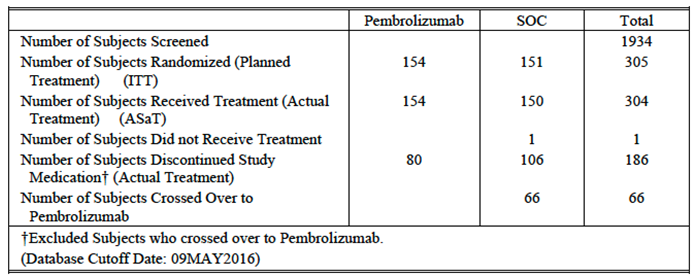 Pembrolizumab SOC Total
Number of Subjects Screened 1934
Number of Subjects Randomized (Planned 154 151 305
Treatment) (ITT)
Number of Subjects Received Treatment (Actual 154 150 304
Treatment) (ASaT)
Number of Subjects Did not Receive Treatment 1 1
Number of Subjects Discontinued Study 80 106 186
Medication† (Actual Treatment)
Number of Subjects Crossed Over to 66 66
Pembrolizumab
†Excluded Subjects who crossed over to Pembrolizumab.
(Database Cutoff Date: 09MAY2016)